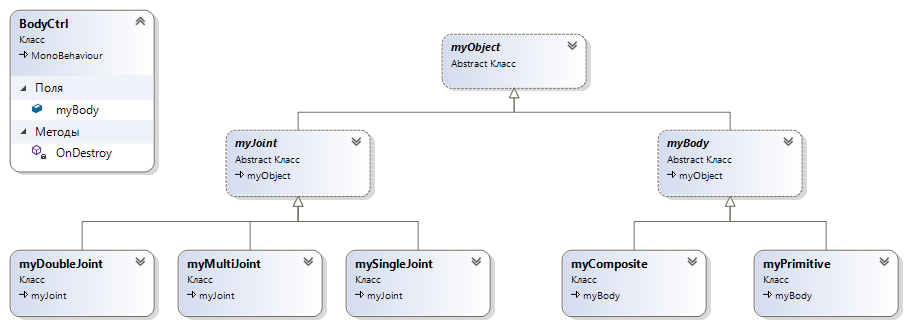 BodyCtrl
Класс
MonoBehaviour
Поля
myBody
Методы
OnDestroy
myObject
Abstract Класс
myJoint
Abstract Класс
myObject
myBody
Abstract Класс
myObject
myDoubleJoint
Класс
myJoint
myMultiJoint
Класс
myJoint
mySingleJoint
Класс
myJoint
myComposite
Класс
myBody
myPrimitive
Класс
myBody